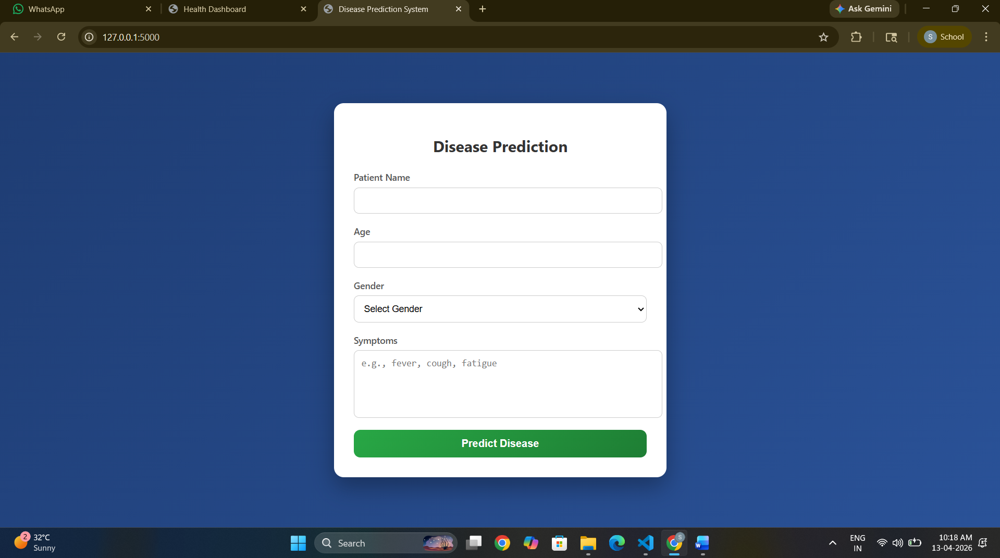 WhatsApp
Health Dashboard
Disease Prediction System
Ask Gemini
127.0.0.1:5000
S
School
Disease Prediction
Patient Name
Age
Gender
Select Gender
Symptoms
e.g., fever, cough, fatigue
Predict Disease
2
32°C
Sunny
Search
S
W
ENG
IN
10:18 AM
13-04-2026